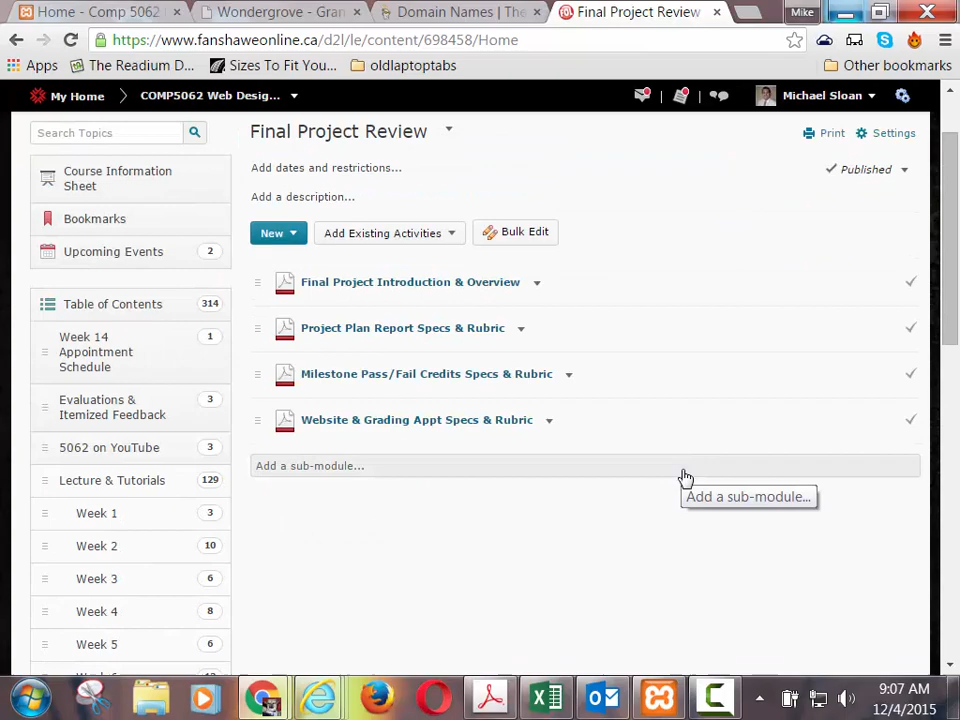 Home - Comp 5062
Wondergrove - Gran
Domain Names | The
Final Project Review
Mike
https://www.fanshaweonline.ca/d2l/le/content/698458/Home
Apps
The Readium D...
Sizes To Fit You...
oldlaptoptabs
Other bookmarks
My Home
COMP5062 Web Desig...
Michael Sloan
Search Topics
Final Project Review
Print
Settings
Course Information
Sheet
Add dates and restrictions...
Published
Add a description...
Bookmarks
New
Add Existing Activities
Bulk Edit
Upcoming Events
2
Final Project Introduction & Overview
Table of Contents
314
Project Plan Report Specs & Rubric
Week 14
Appointment
Schedule
1
Milestone Pass/Fail Credits Specs & Rubric
Evaluations &
Itemized Feedback
3
Website & Grading Appt Specs & Rubric
5062 on YouTube
3
Add a sub-module...
Lecture & Tutorials
129
Add a sub-module...
Week 1
3
Week 2
10
Week 3
6
Week 4
8
Week 5
6
9:07 AM
12/4/2015